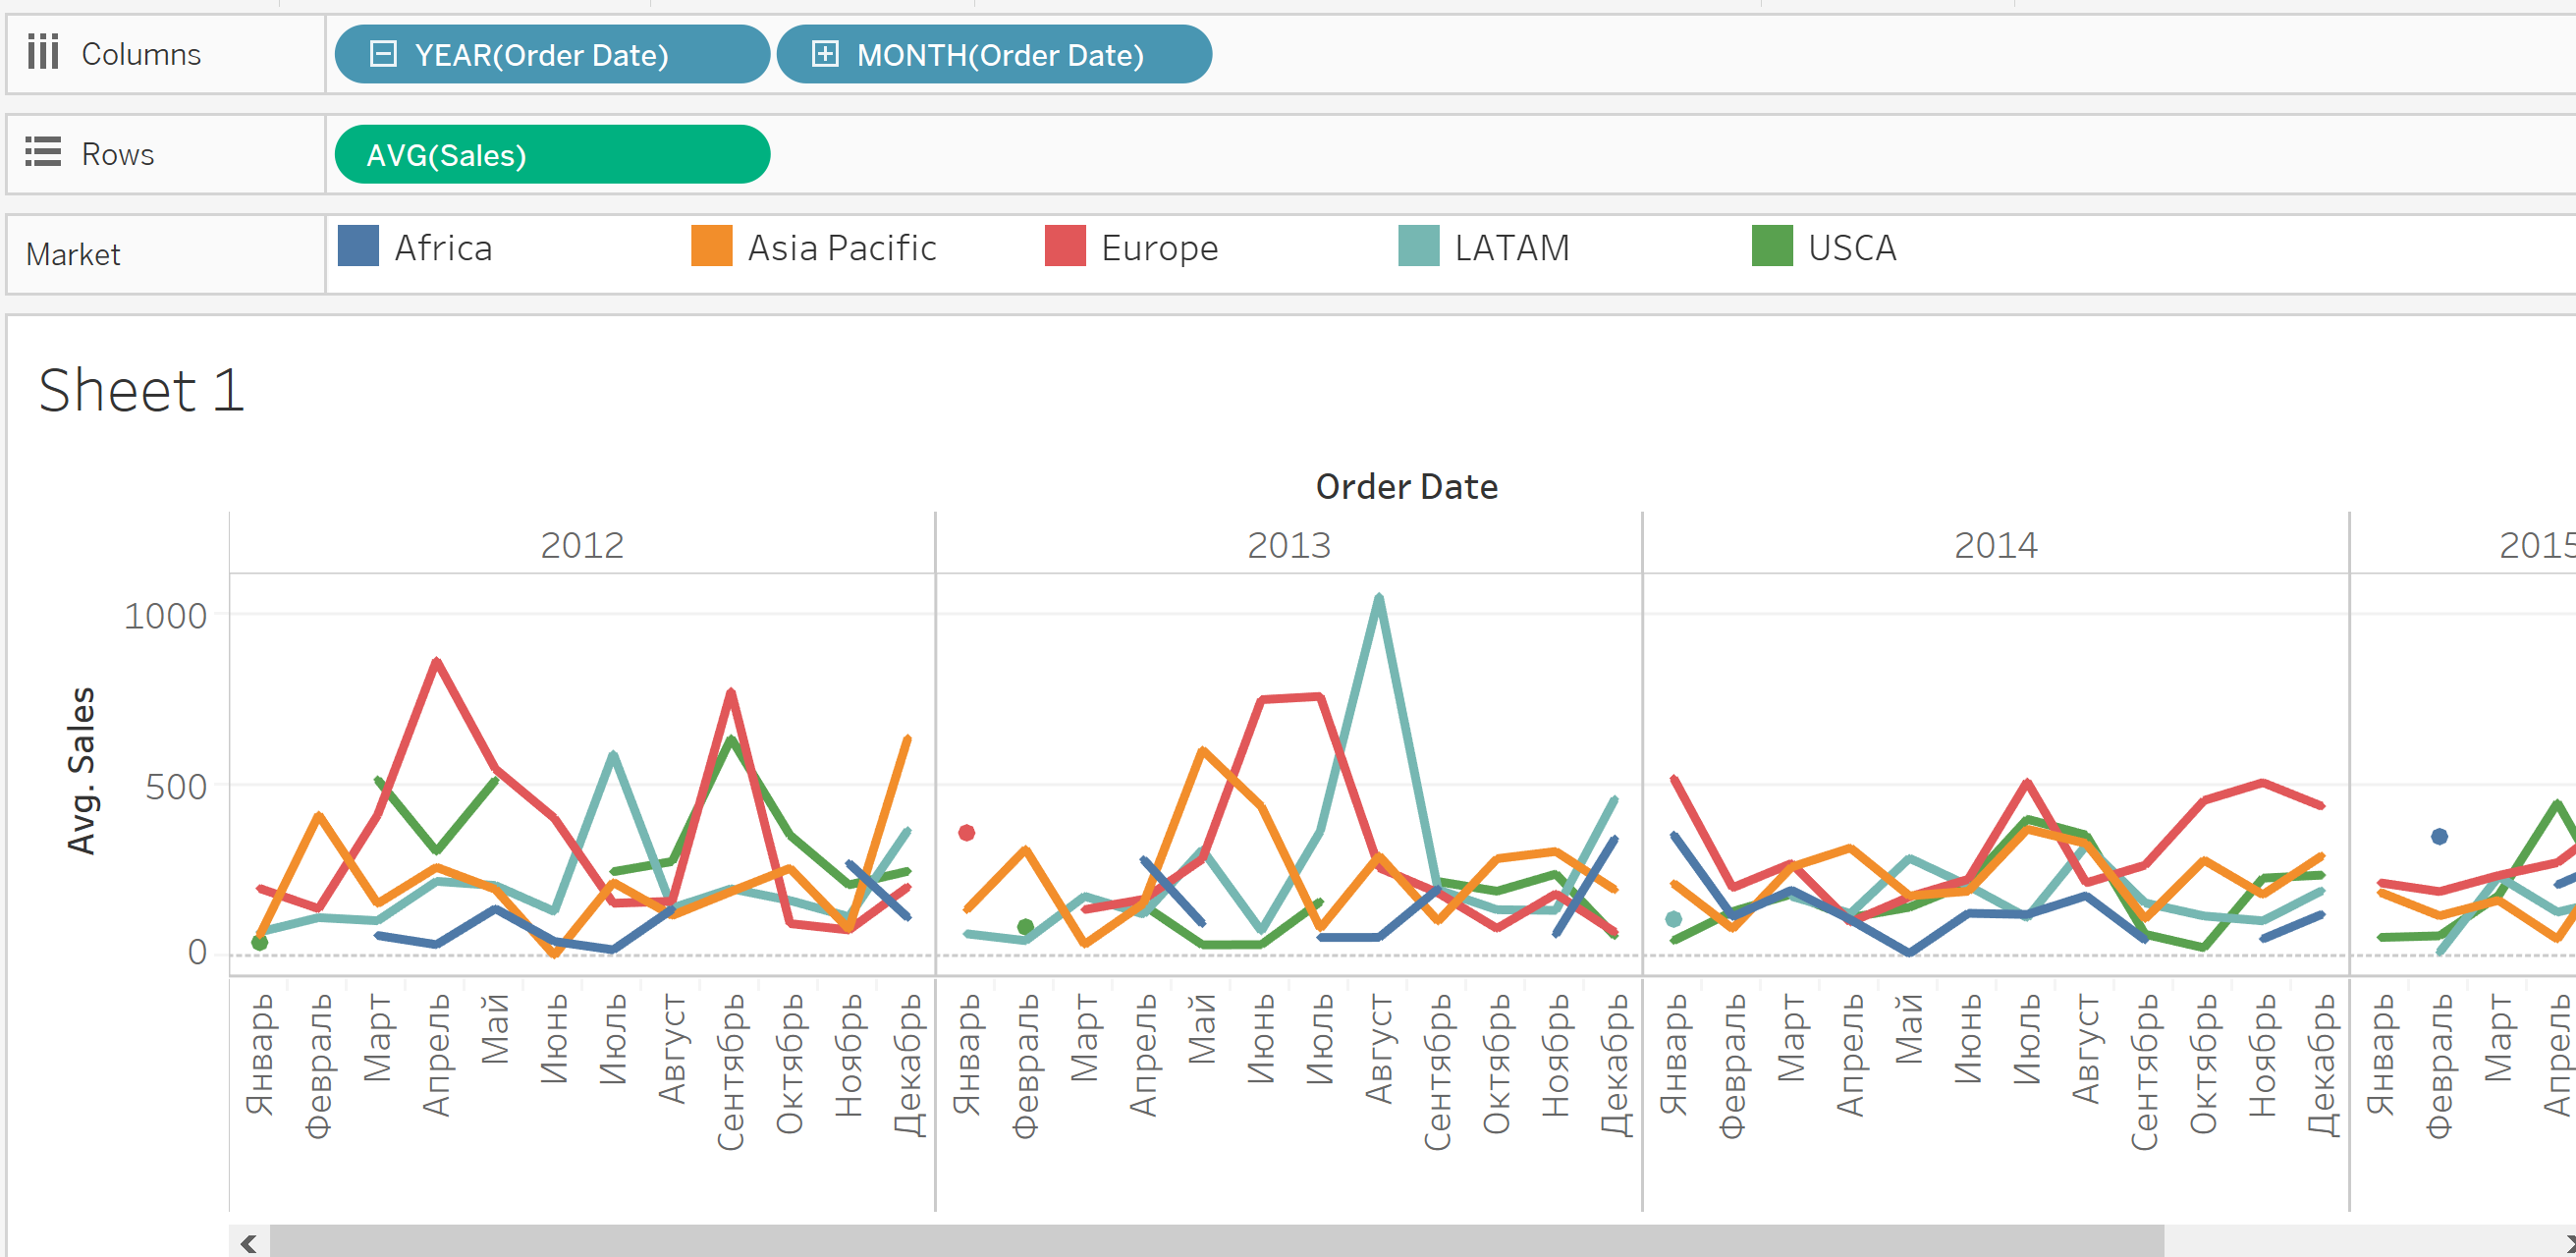 Columns YEAR(Order Date) MONTH(Order Date)
Rows AVG(Sales)
Market Africa Asia Pacific Europe LATAM USCA
Sheet 1
Order Date
2012 2013 2014 2015
Avg. Sales
1000
500
0
Январь Февраль Март Апрель Май Июнь Июль Август Сентябрь Октябрь Ноябрь Декабрь Январь Февраль Март Апрель Май Июнь Июль Август Сентябрь Октябрь Ноябрь Декабрь Январь Февраль Март Апрель Май Июнь Июль Август Сентябрь Октябрь Ноябрь Декабрь Январь Февраль Март Апрель